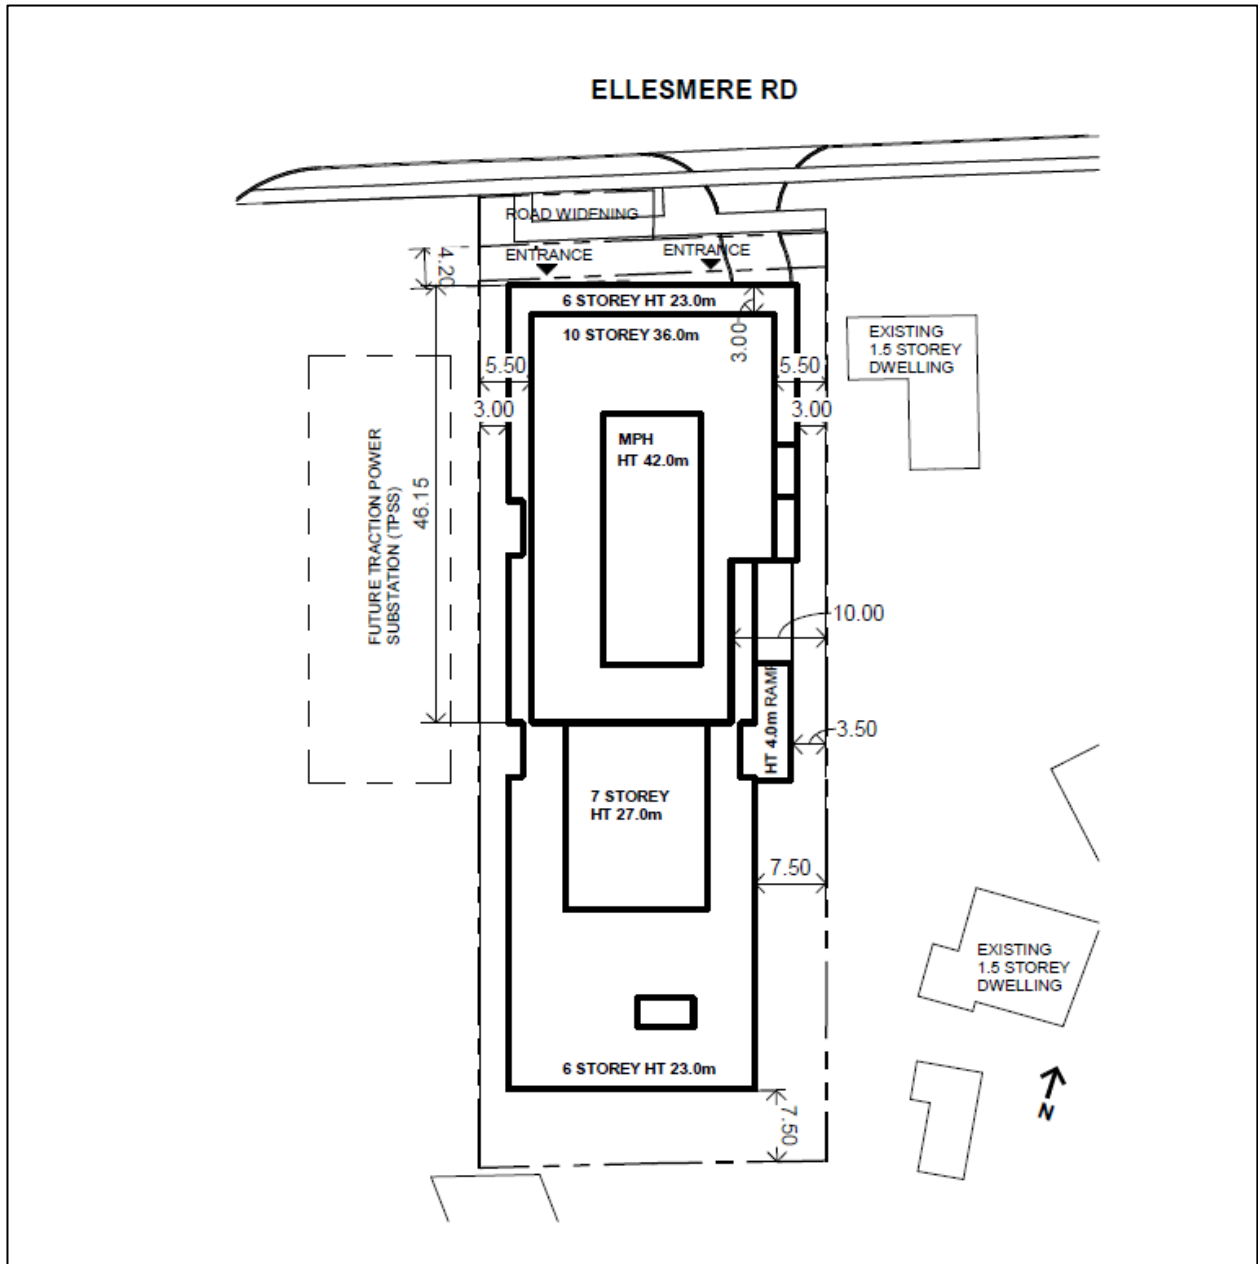 ELLESMERE RD
ROAD WIDENING
4.20
ENTRANCE
ENTRANCE
6 STOREY HT 23.0m
10 STOREY 36.0m
3.00
EXISTING
1.5 STOREY
DWELLING
5.50
5.50
3.00
3.00
MPH
HT 42.0m
FUTURE TRACTION POWER
SUBSTATION (TPSS)
46.15
10.00
HT 4.0m RAMP
3.50
7 STOREY
HT 27.0m
7.50
EXISTING
1.5 STOREY
DWELLING
6 STOREY HT 23.0m
7.50
N